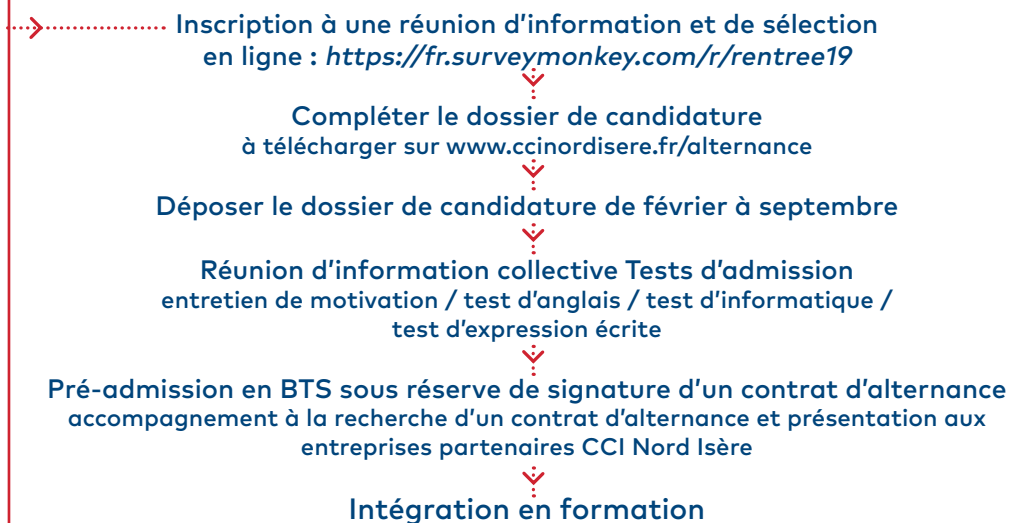 Inscription à une réunion d'information et de sélection
en ligne : https://fr.surveymonkey.com/r/rentree19
Compléter le dossier de candidature
à télécharger sur www.ccinordisere.fr/alternance
Déposer le dossier de candidature de février à septembre
Réunion d'information collective Tests d'admission
entretien de motivation / test d'anglais / test d'informatique /
test d'expression écrite
Pré-admission en BTS sous réserve de signature d'un contrat d'alternance
accompagnement à la recherche d'un contrat d'alternance et présentation aux
entreprises partenaires CCI Nord Isère
Intégration en formation